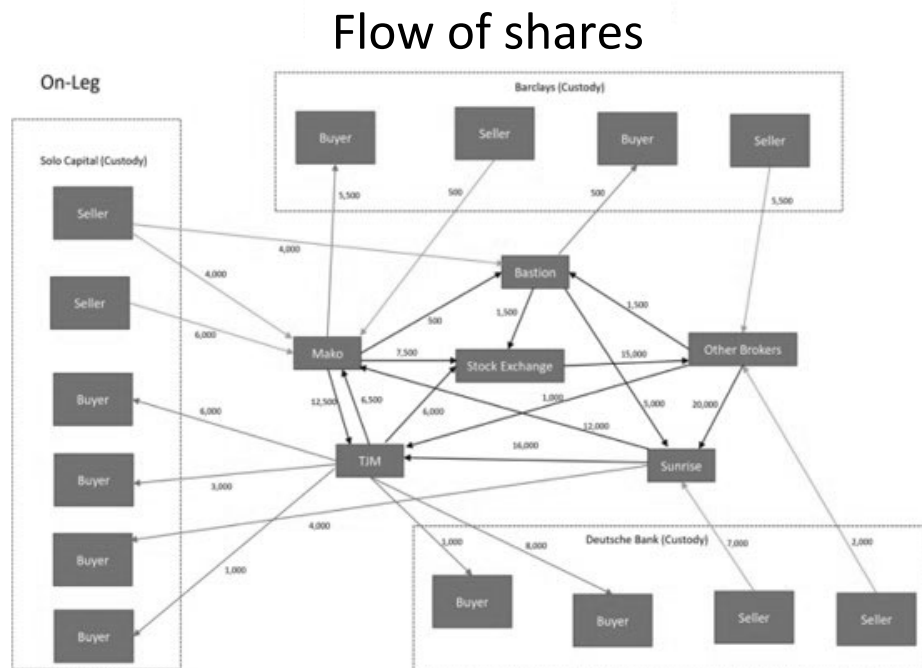 Flow of shares
On-Leg
Barclays (Custody)
Buyer
Seller
Buyer
Seller
Solo Capital (Custody)
Seller
5,500
500
500
5,500
4,000
4,000
Bastion
Seller
6,000
500
1,500
1,500
Mako
7,500
Stock Exchange
15,000
Other Brokers
Buyer
6,000
12,500
6,500
6,000
1,000
5,000
20,000
12,000
TJM
16,000
Sunrise
Buyer
3,000
4,000
Buyer
1,000
1,000
8,000
Deutsche Bank (Custody)
7,000
2,000
Buyer
Buyer
Buyer
Seller
Seller